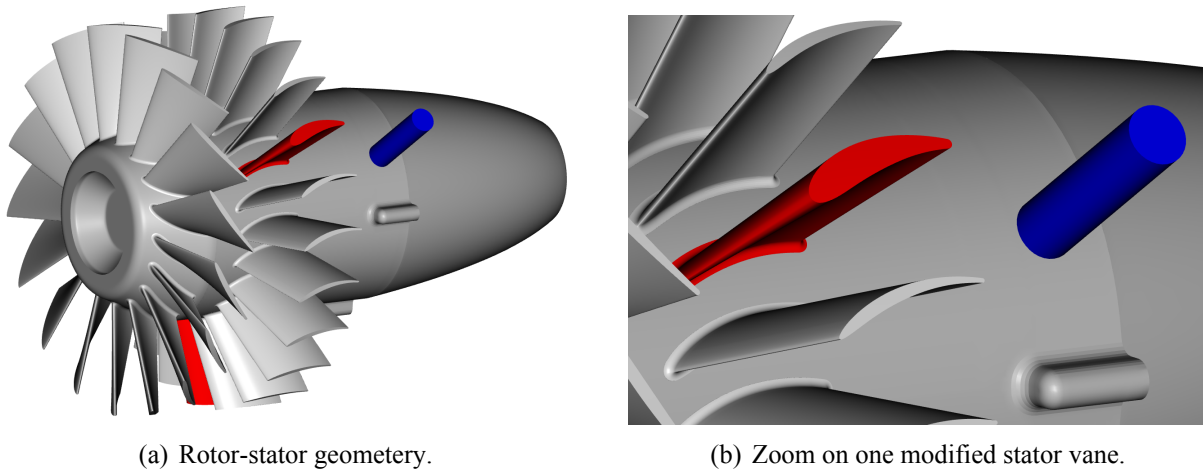 (a) Rotor-stator geometery.
(b) Zoom on one modified stator vane.